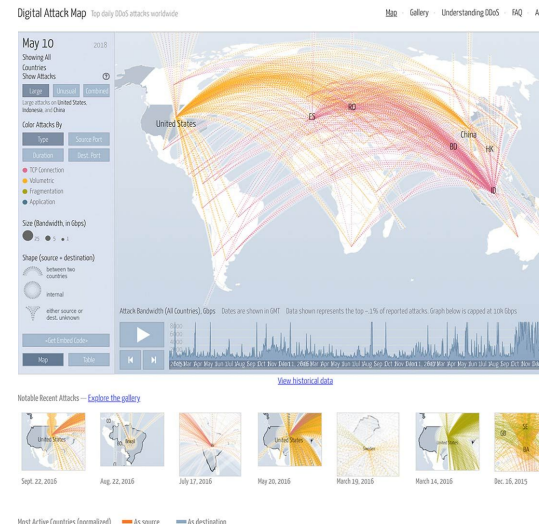 Digital Attack Map Top daily DDoS attacks worldwide
Map · Gallery · Understanding DDoS · FAQ · A
May 10 2018
Showing All
Countries
Show Attacks
Large Unusual Combined
Large attacks on United States,
Indonesia, and China
Color Attacks By
Type Source Port
Duration Dest. Port
TCP Connection
Volumetric
Fragmentation
Application
Size (Bandwidth, in Gbps)
Shape (source + destination)
between two
countries
internal
either source or
dest. unknown
<Get Embed Code>
Map Table
United States
ES
RO
China
BD
HK
ID
Attack Bandwidth (All Countries), Gbps Dates are shown in GMT Data shown represents the top ~.1% of reported attacks. Graph below is capped at 10k Gbps
View historical data
Notable Recent Attacks — Explore the gallery
United States
Brazil
United States
Sept. 22, 2016
Aug. 22, 2016
July 17, 2016
May 20, 2016
March 19, 2016
March 14, 2016
Dec. 16, 2015
Most Active Countries (normalized) As source As destination